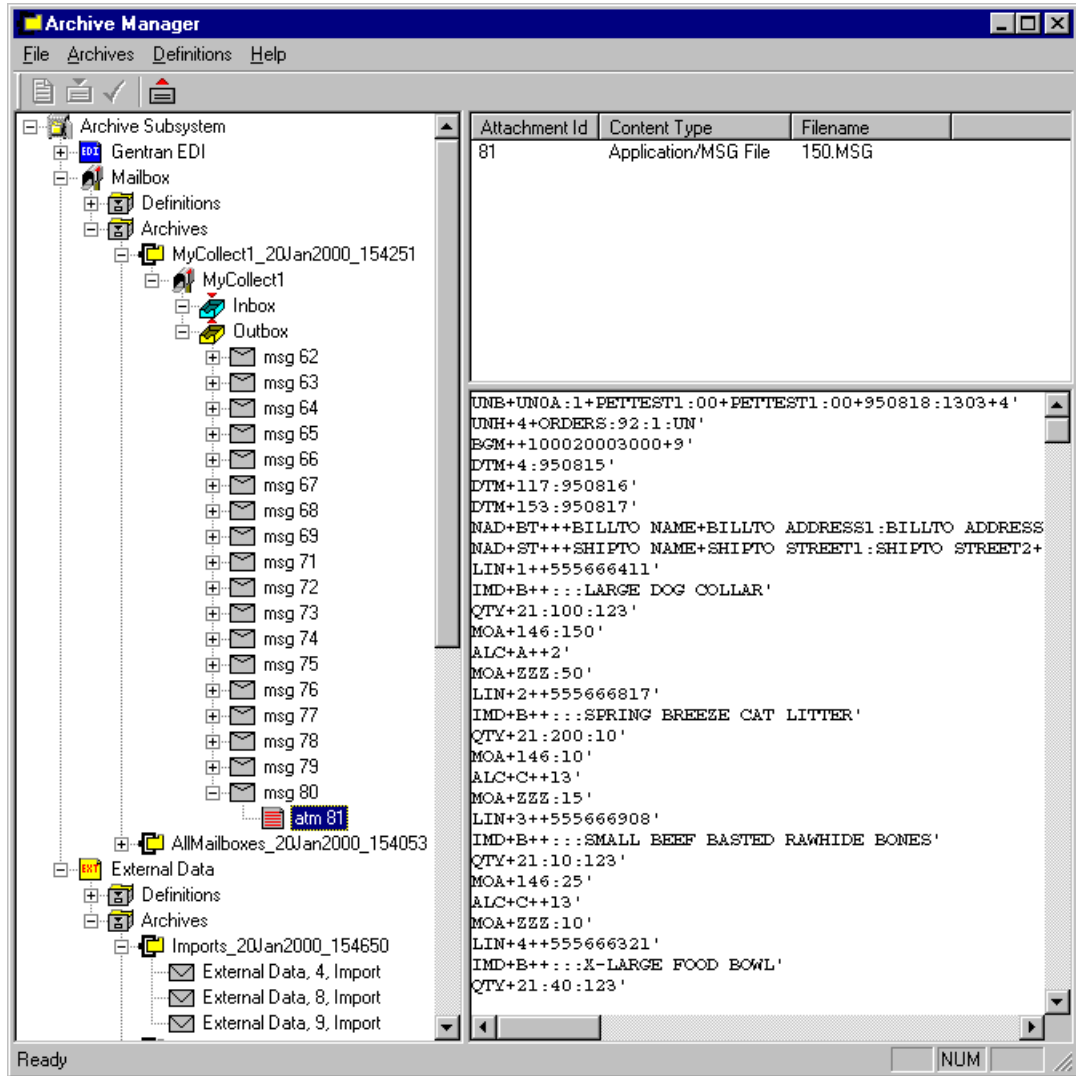 Archive Manager
File Archives Definitions Help
Archive Subsystem
EDI Gentran EDI
Mailbox
Definitions
Archives
MyCollect1_20Jan2000_154251
MyCollect1
Inbox
Outbox
msg 62
msg 63
msg 64
msg 65
msg 66
msg 67
msg 68
msg 69
msg 71
msg 72
msg 73
msg 74
msg 75
msg 76
msg 77
msg 78
msg 79
msg 80
atm 81
AllMailboxes_20Jan2000_154053
EXT External Data
Definitions
Archives
Imports_20Jan2000_154650
External Data, 4, Import
External Data, 8, Import
External Data, 9, Import
Attachment Id Content Type Filename
81 Application/MSG File 150.MSG
UNB+UNOA:1+PETTEST1:00+PETTEST1:00+950818:1303+4'
UNH+4+ORDERS:92:1:UN'
BGM++100020003000+9'
DTM+4:950815'
DTM+117:950816'
DTM+153:950817'
NAD+BT+++BILLTO NAME+BILLTO ADDRESS1:BILLTO ADDRESS
NAD+ST+++SHIPTO NAME+SHIPTO STREET1:SHIPTO STREET2+
LIN+1++555666411'
IMD+B++:::LARGE DOG COLLAR'
QTY+21:100:123'
MOA+146:150'
ALC+A++2'
MOA+ZZZ:50'
LIN+2++555666817'
IMD+B++:::SPRING BREEZE CAT LITTER'
QTY+21:200:10'
MOA+146:10'
ALC+C++13'
MOA+ZZZ:15'
LIN+3++555666908'
IMD+B++:::SMALL BEEF BASTED RAWHIDE BONES'
QTY+21:10:123'
MOA+146:25'
ALC+C++13'
MOA+ZZZ:10'
LIN+4++555666321'
IMD+B++:::X-LARGE FOOD BOWL'
QTY+21:40:123'
Ready NUM